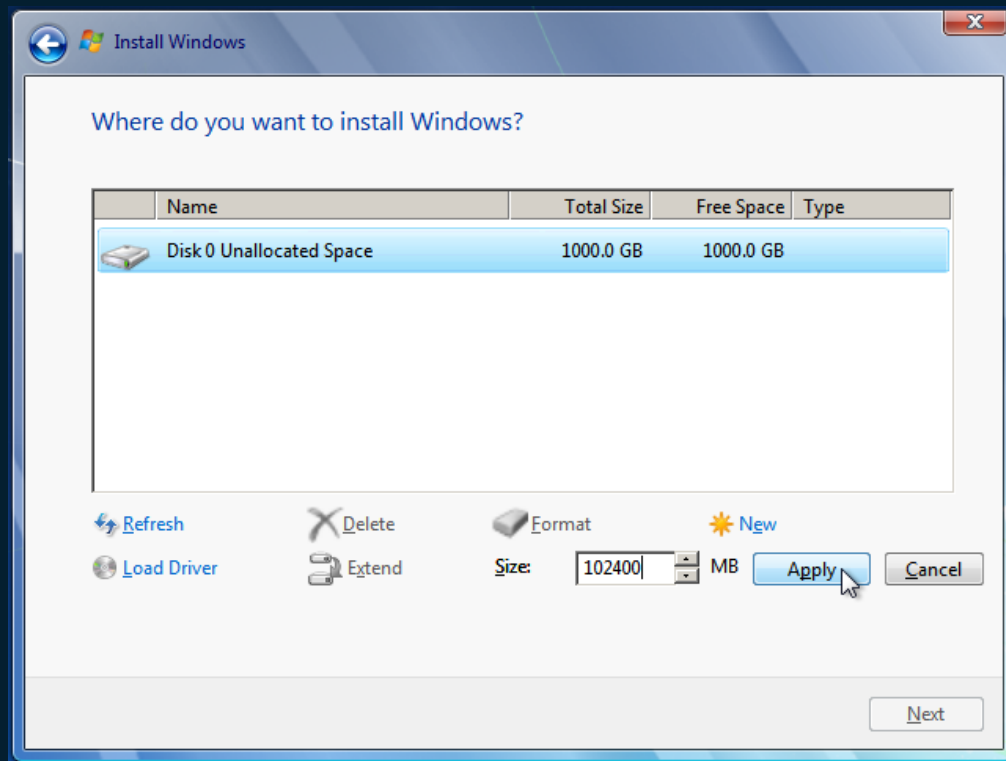 Install Windows
Where do you want to install Windows?
Name Total Size Free Space Type
Disk 0 Unallocated Space 1000.0 GB 1000.0 GB
Refresh Delete Format New
Load Driver Extend Size: 102400 MB Apply Cancel
Next